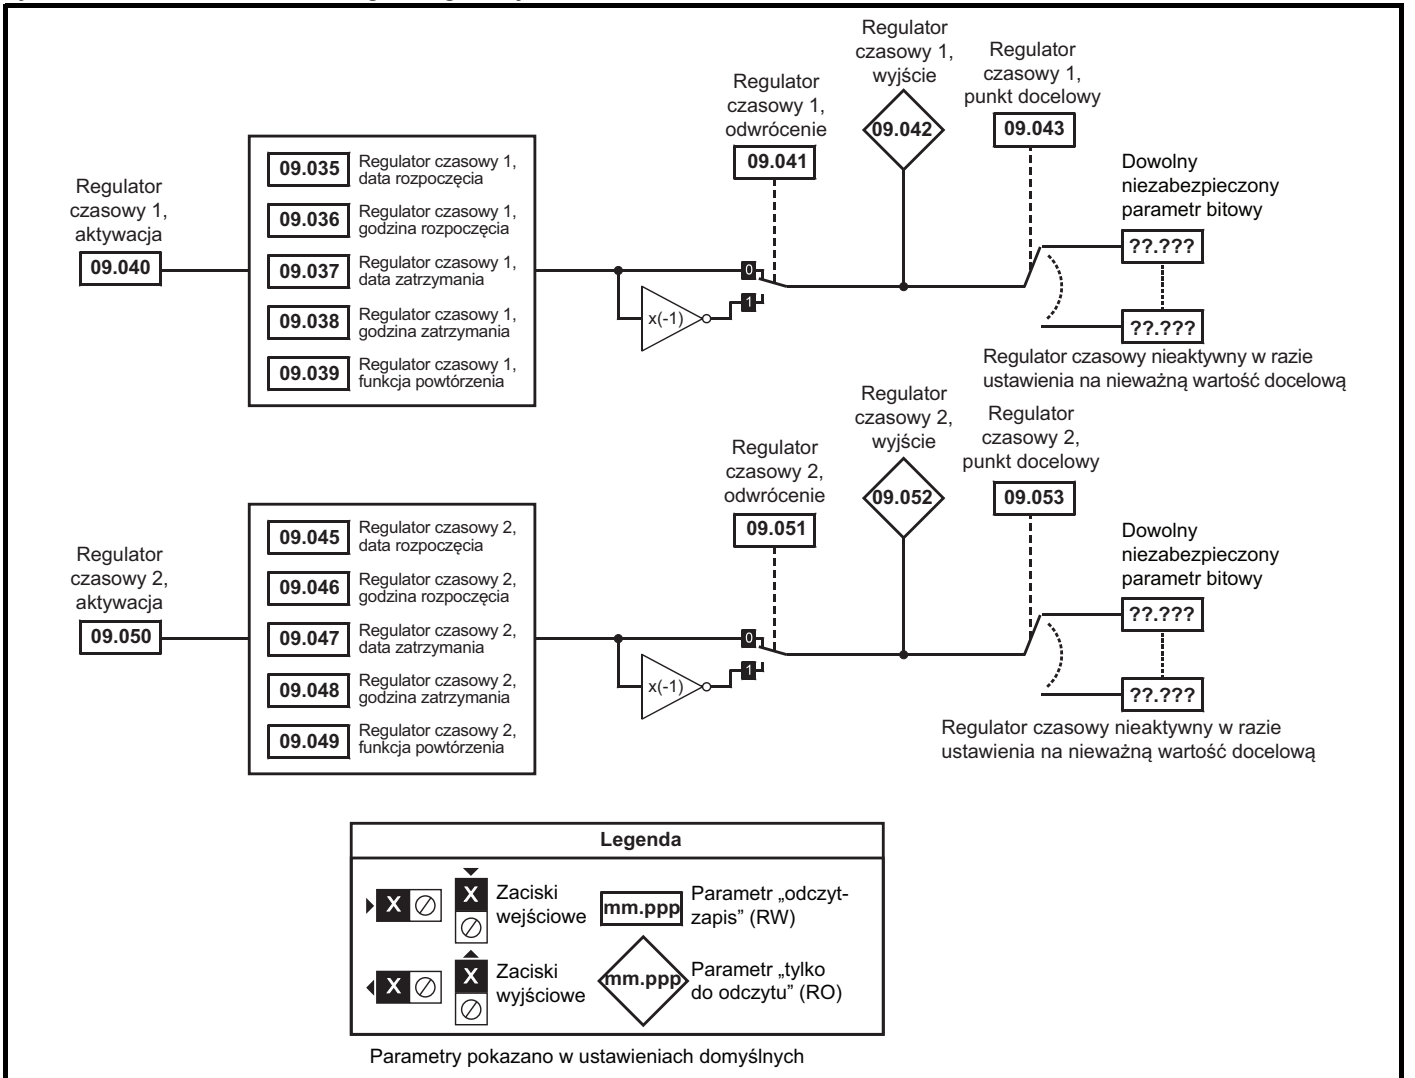 Regulator
czasowy 1,
wyjście
09.042
Regulator
czasowy 1,
punkt docelowy
09.043
Regulator
czasowy 1,
odwrócenie
09.041
Regulator
czasowy 1,
aktywacja
09.040
09.035 Regulator czasowy 1,
data rozpoczęcia
09.036 Regulator czasowy 1,
godzina rozpoczęcia
09.037 Regulator czasowy 1,
data zatrzymania
09.038 Regulator czasowy 1,
godzina zatrzymania
09.039 Regulator czasowy 1,
funkcja powtórzenia
0
1
x(-1)
Dowolny
niezabezpieczony
parametr bitowy
??.???
??.???
Regulator czasowy nieaktywny w razie
ustawienia na nieważną wartość docelową
Regulator
czasowy 2,
wyjście
09.052
Regulator
czasowy 2,
punkt docelowy
09.053
Regulator
czasowy 2,
odwrócenie
09.051
Regulator
czasowy 2,
aktywacja
09.050
09.045 Regulator czasowy 2,
data rozpoczęcia
09.046 Regulator czasowy 2,
godzina rozpoczęcia
09.047 Regulator czasowy 2,
data zatrzymania
09.048 Regulator czasowy 2,
godzina zatrzymania
09.049 Regulator czasowy 2,
funkcja powtórzenia
0
1
x(-1)
Dowolny
niezabezpieczony
parametr bitowy
??.???
??.???
Regulator czasowy nieaktywny w razie
ustawienia na nieważną wartość docelową
Legenda
X X Zaciski
wejściowe
mm.ppp Parametr „odczyt-
zapis” (RW)
X X Zaciski
wyjściowe
mm.ppp Parametr „tylko
do odczytu” (RO)
Parametry pokazano w ustawieniach domyślnych